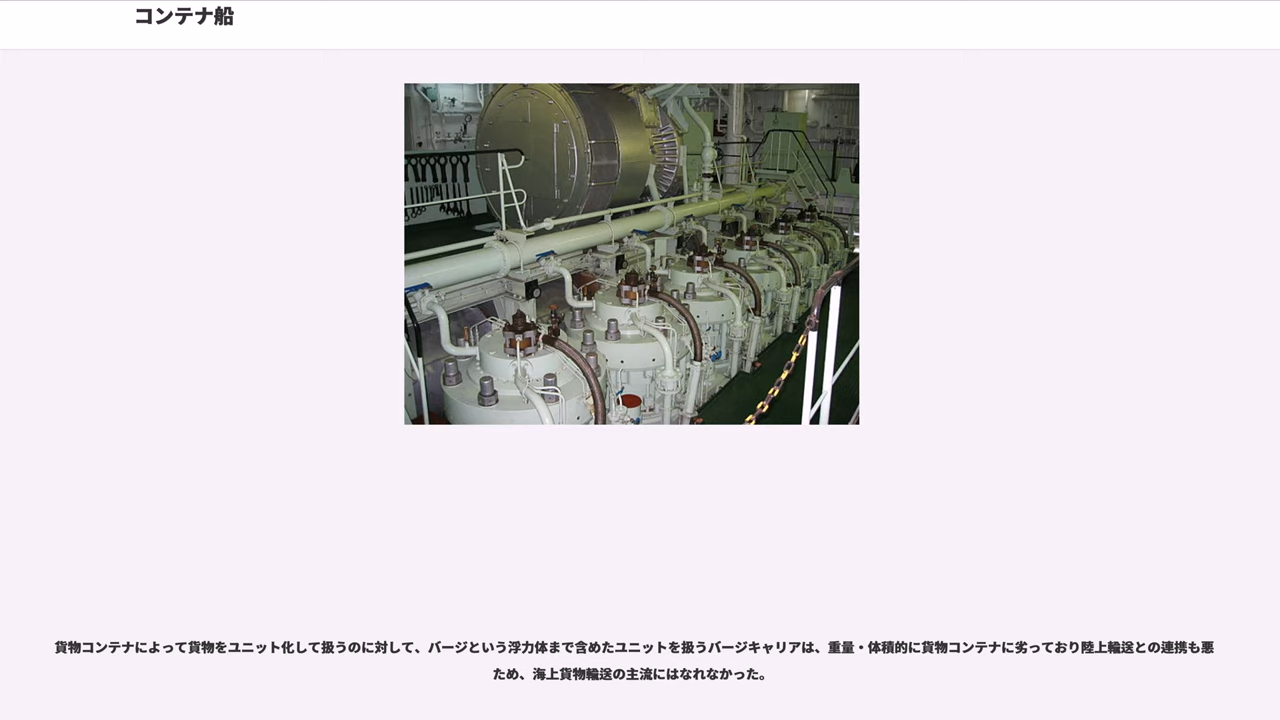 コンテナ船
貨物コンテナによって貨物をユニット化して扱うのに対して、バージという浮力体まで含めたユニットを扱うバージキャリアは、重量・体積的に貨物コンテナに劣っており陸上輸送との連携も悪
ため、海上貨物輸送の主流にはなれなかった。